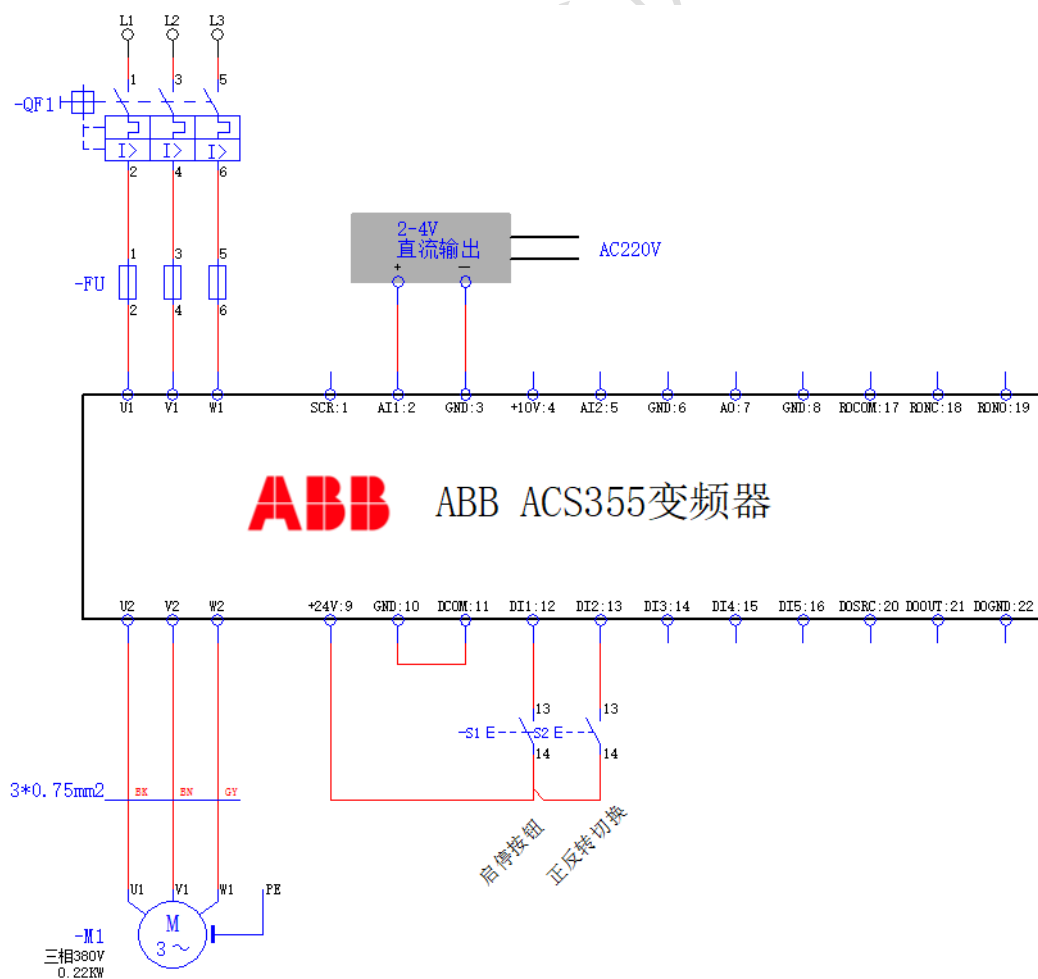 L1 L2 L3
1 3 5
-QF1
I> I> I>
2 4 6
2-4V
直流输出
+ —
AC220V
1 3 5
-FU
2 4 6
U1 V1 W1 SCR:1 AI1:2 GND:3 +10V:4 AI2:5 GND:6 AO:7 GND:8 ROCOM:17 RONC:18 RONO:19
ABB ABB ACS355变频器
U2 V2 W2 +24V:9 GND:10 DCOM:11 DI1:12 DI2:13 DI3:14 DI4:15 DI5:16 DOSRC:20 DOOUT:21 DOGND:22
13 13
-S1 E -S2 E
14 14
3*0.75mm2 BK BN GY
启停按钮
正反转切换
U1 V1 W1 PE
M
3～
-M1
三相380V
0.22KW